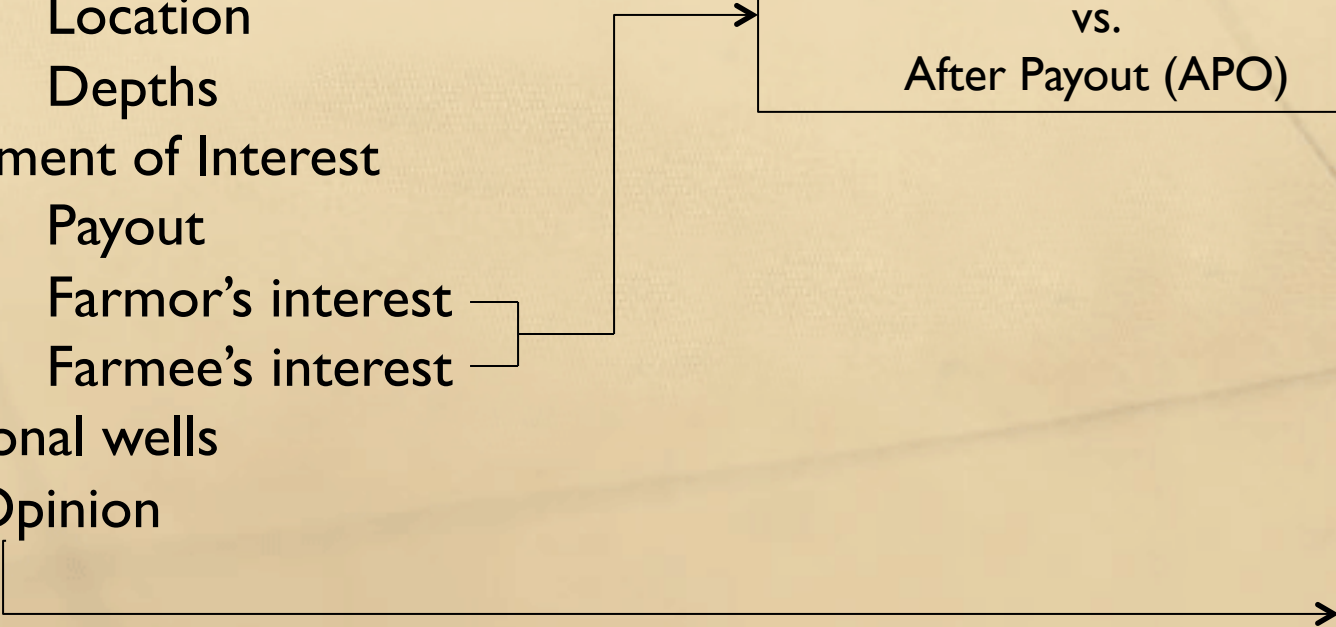 Location
Depths
ment of Interest
Payout
Farmor’s interest
Farmee’s interest
onal wells
Opinion
vs.
After Payout (APO)